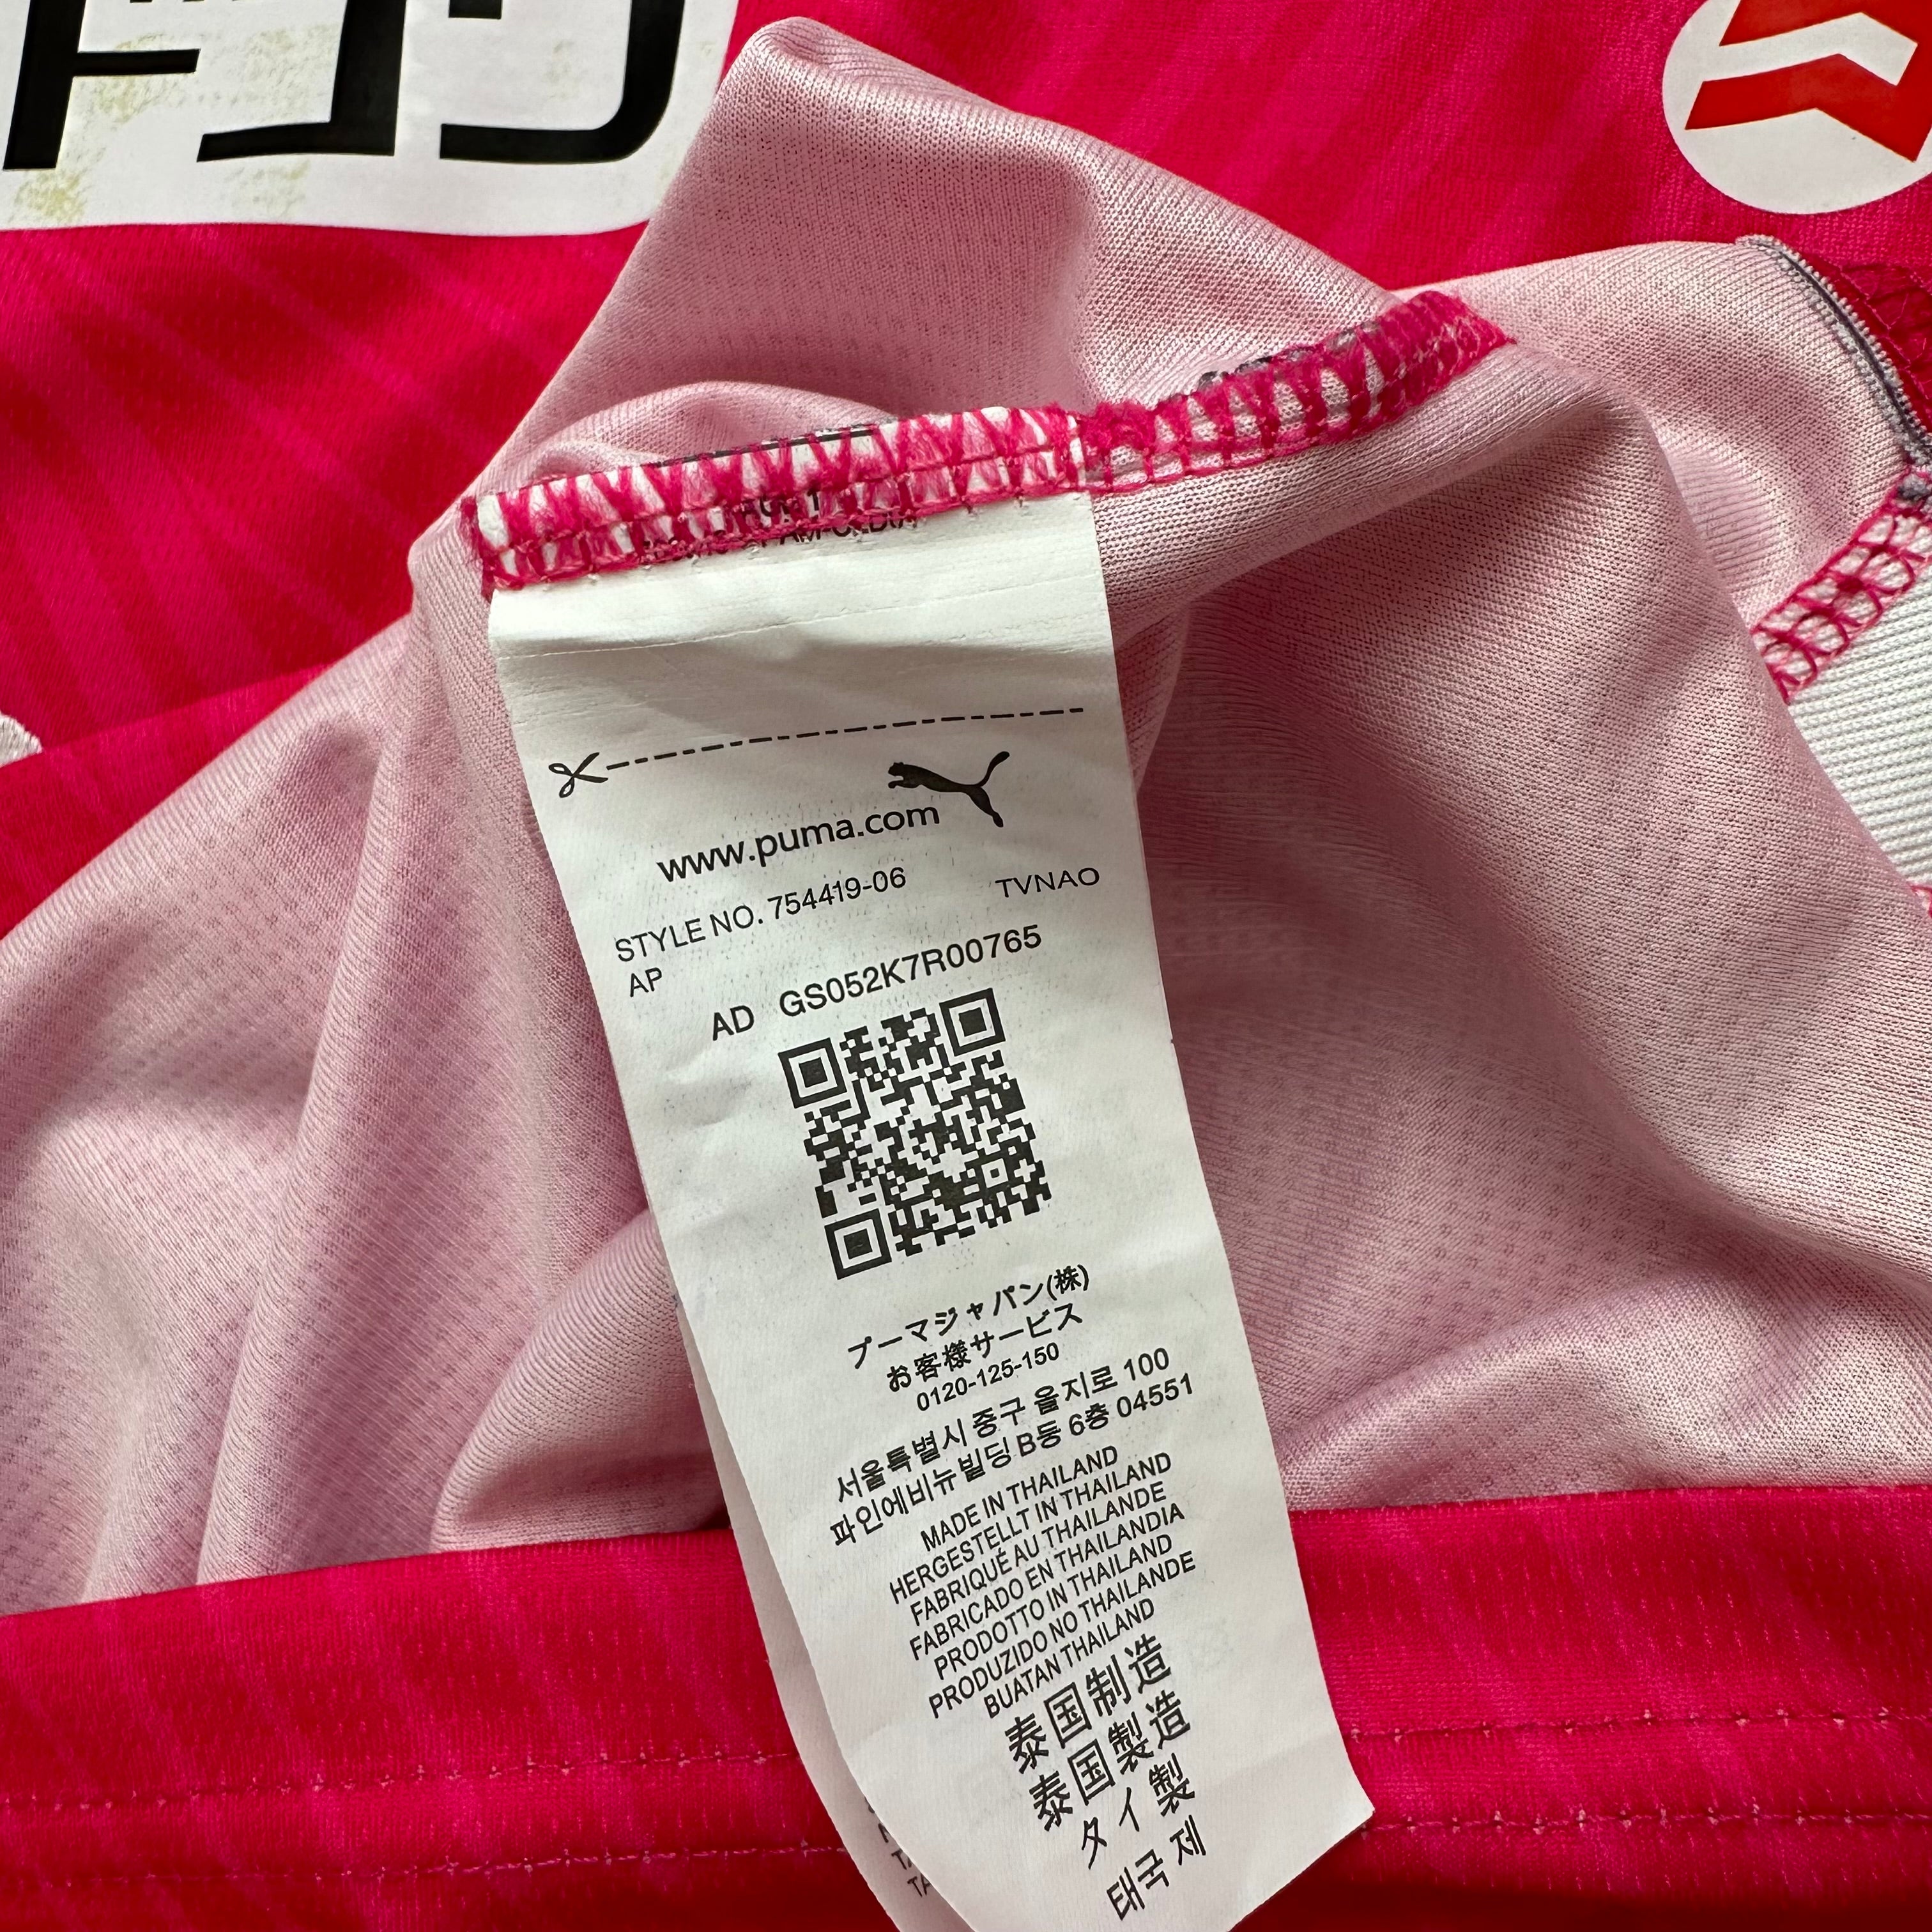 www.puma.com
STYLE NO. 754419-06 TVNAO
AP
AD GS052K7R00765
プーマジャパン(株)
お客様サービス
0120-125-150
서울특별시 중구 을지로 100
파인에비뉴빌딩 B동 6층 04551
MADE IN THAILAND
HERGESTELLT IN THAILAND
FABRIQUÉ AU THAILANDE
FABRICADO EN THAILANDIA
PRODOTTO IN THAILAND
PRODUZIDO NO THAILANDE
BUATAN THAILAND
泰国制造
泰国製造
タイ製
태국 제